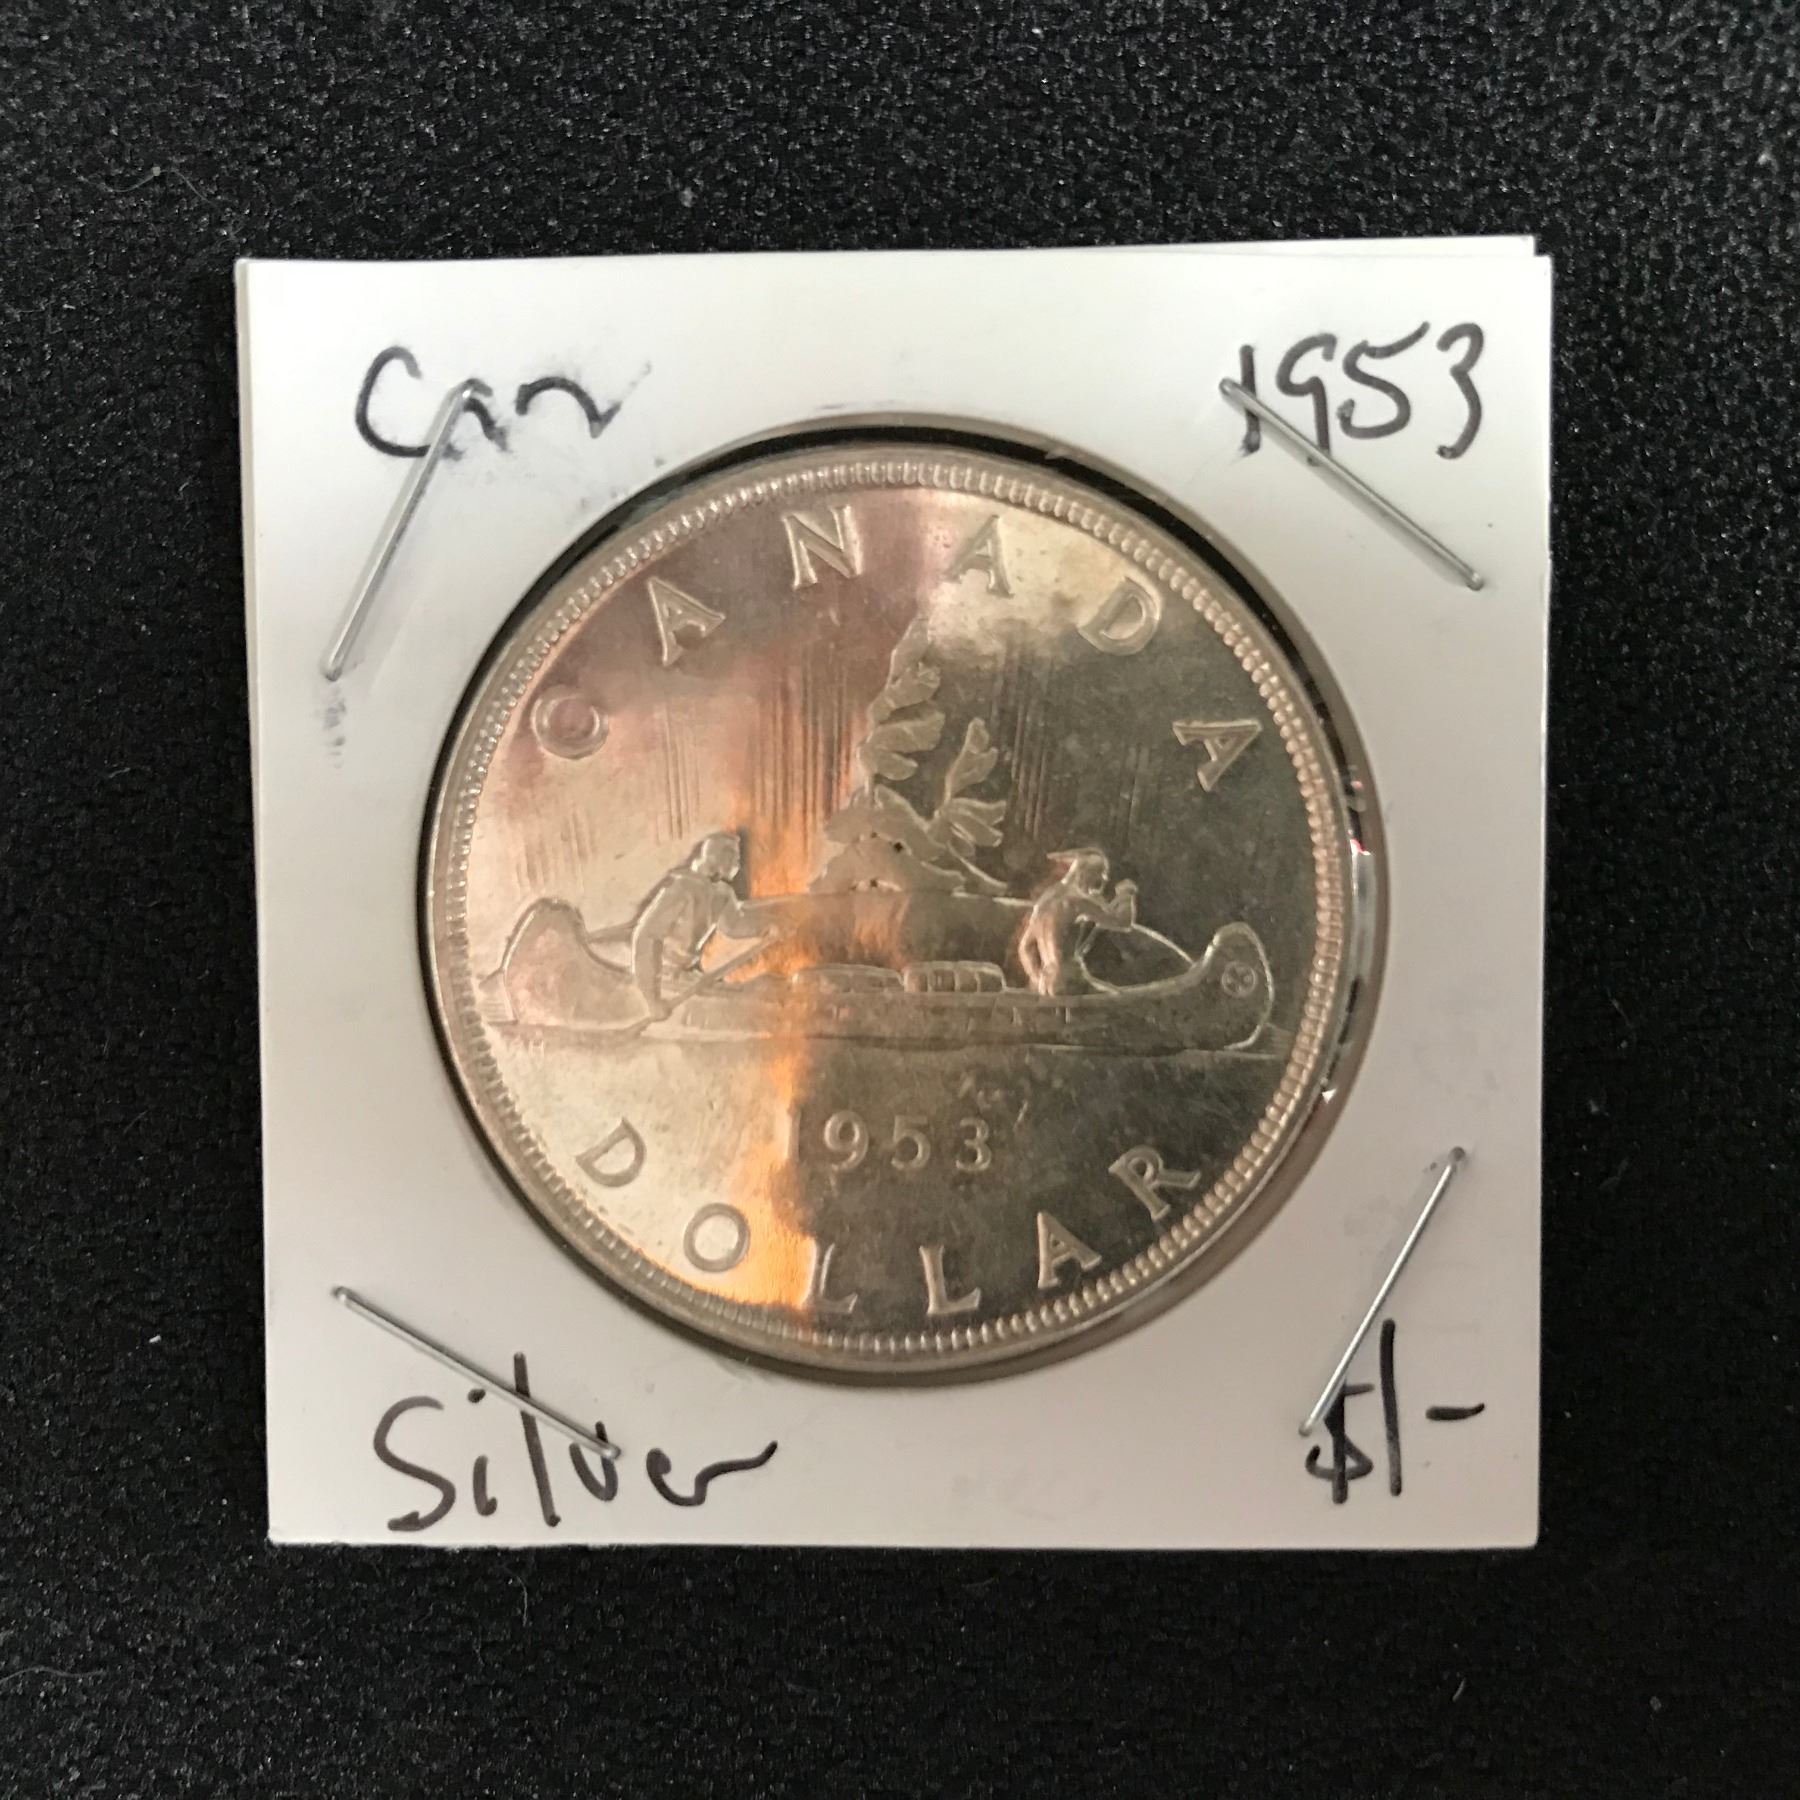 Can 1953
CANADA
H
1953
DOLLAR
Silver $1-